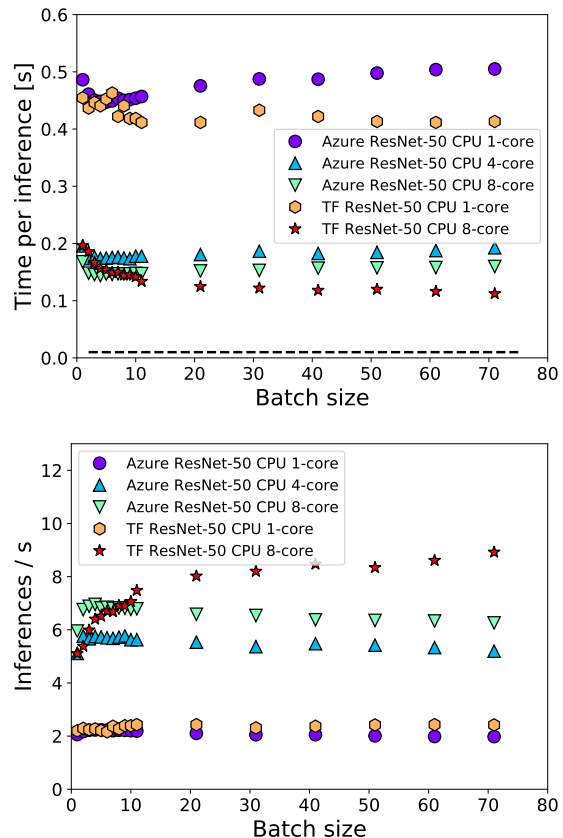 0.6
0.5
0.4
0.3
0.2
0.1
0.0
Time per inference [s]
Azure ResNet-50 CPU 1-core
Azure ResNet-50 CPU 4-core
Azure ResNet-50 CPU 8-core
TF ResNet-50 CPU 1-core
TF ResNet-50 CPU 8-core
0 10 20 30 40 50 60 70 80
Batch size
12
10
8
6
4
2
0
Inferences / s
Azure ResNet-50 CPU 1-core
Azure ResNet-50 CPU 4-core
Azure ResNet-50 CPU 8-core
TF ResNet-50 CPU 1-core
TF ResNet-50 CPU 8-core
0 10 20 30 40 50 60 70 80
Batch size